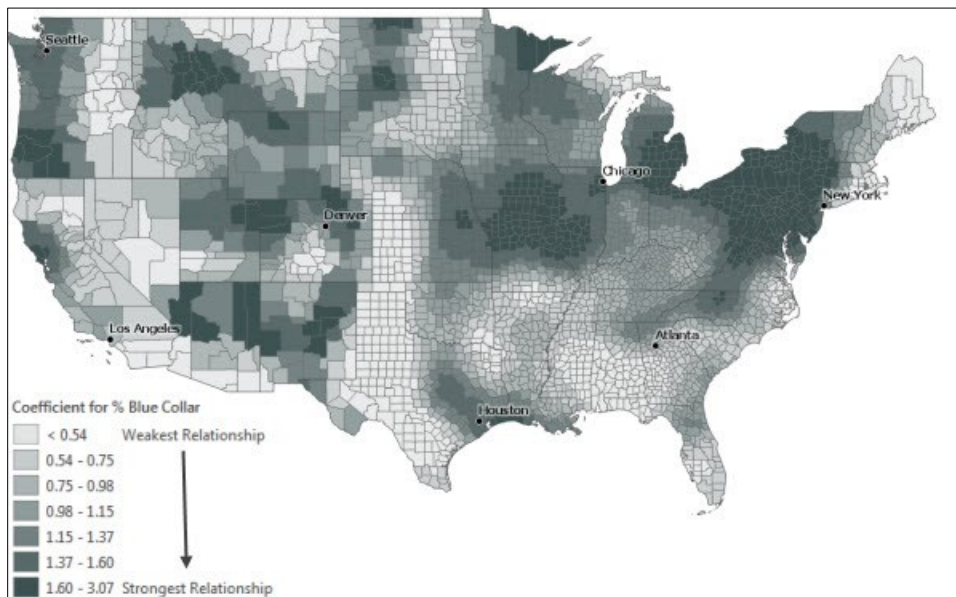 Seattle
Chicago
New York
Denver
Los Angeles
Atlanta
Houston
Coefficient for % Blue Collar
< 0.54 Weakest Relationship
0.54 - 0.75
0.75 - 0.98
0.98 - 1.15
1.15 - 1.37
1.37 - 1.60
1.60 - 3.07 Strongest Relationship